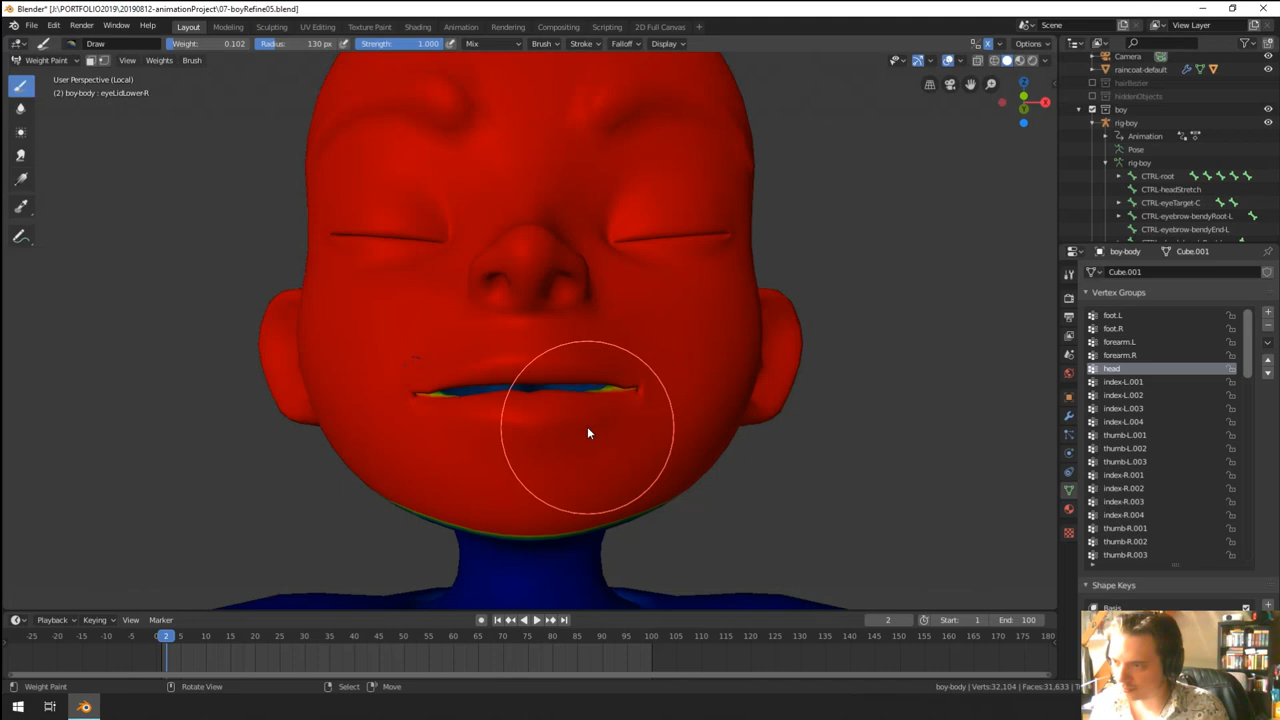 Blender* [J:\PORTFOLIO2019\20190812-animationProject\07-boyRefine05.blend]
File Edit Render Window Help Layout Modeling Sculpting UV Editing Texture Paint Shading Animation Rendering Compositing Scripting 2D Full Canvas + Scene View Layer
Draw Weight: 0.102 Radius: 130 px Strength: 1.000 Mix Brush Stroke Falloff Display X Options
Weight Paint View Weights Brush
User Perspective (Local)
(2) boy-body : eyeLidLower-R
Z
X
Y
Camera
raincoat-default
hairBezier
hiddenObjects
boy
rig-boy
Animation
Pose
rig-boy
CTRL-root
CTRL-headStretch
CTRL-eyeTarget-C
CTRL-eyebrow-bendyRoot-L
CTRL-eyebrow-bendyEnd-L
boy-body Cube.001
Cube.001
Vertex Groups
foot.L
foot.R
forearm.L
forearm.R
head
index-L.001
index-L.002
index-L.003
index-L.004
thumb-L.001
thumb-L.002
thumb-L.003
index-R.001
index-R.002
index-R.003
index-R.004
thumb-R.001
thumb-R.002
thumb-R.003
Shape Keys
Basis
Playback Keying View Marker 2 Start: 1 End: 100
-25 -20 -15 -10 -5 2 5 10 15 20 25 30 35 40 45 50 55 60 65 70 75 80 85 90 95 100 105 110 115 120 125 130 135 140 145 150 155 160 165 170 175 180
Weight Paint Rotate View Select Move boy-body | Verts:32,104 | Faces:31,633 |